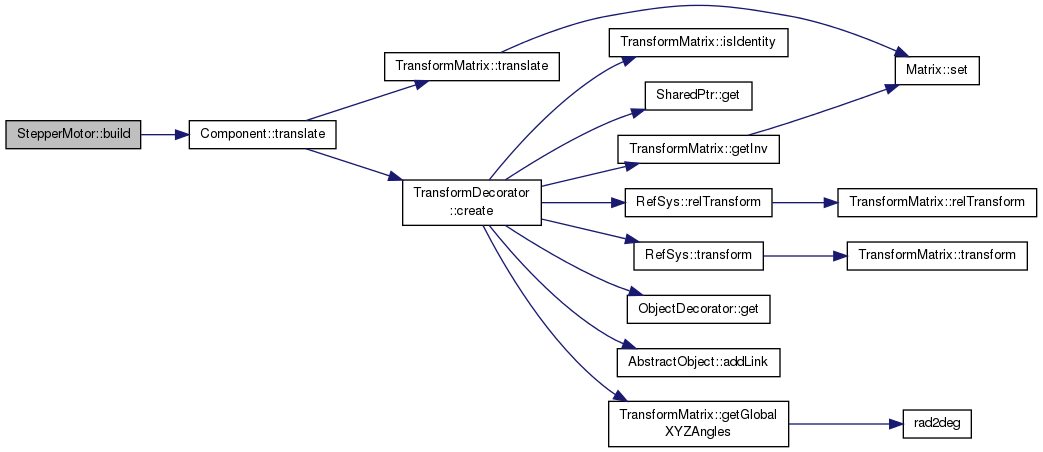 StepperMotor::build
Component::translate
TransformMatrix::translate
TransformDecorator
::create
TransformMatrix::isIdentity
SharedPtr::get
TransformMatrix::getInv
RefSys::relTransform
RefSys::transform
ObjectDecorator::get
AbstractObject::addLink
TransformMatrix::getGlobal
XYZAngles
Matrix::set
TransformMatrix::relTransform
TransformMatrix::transform
rad2deg